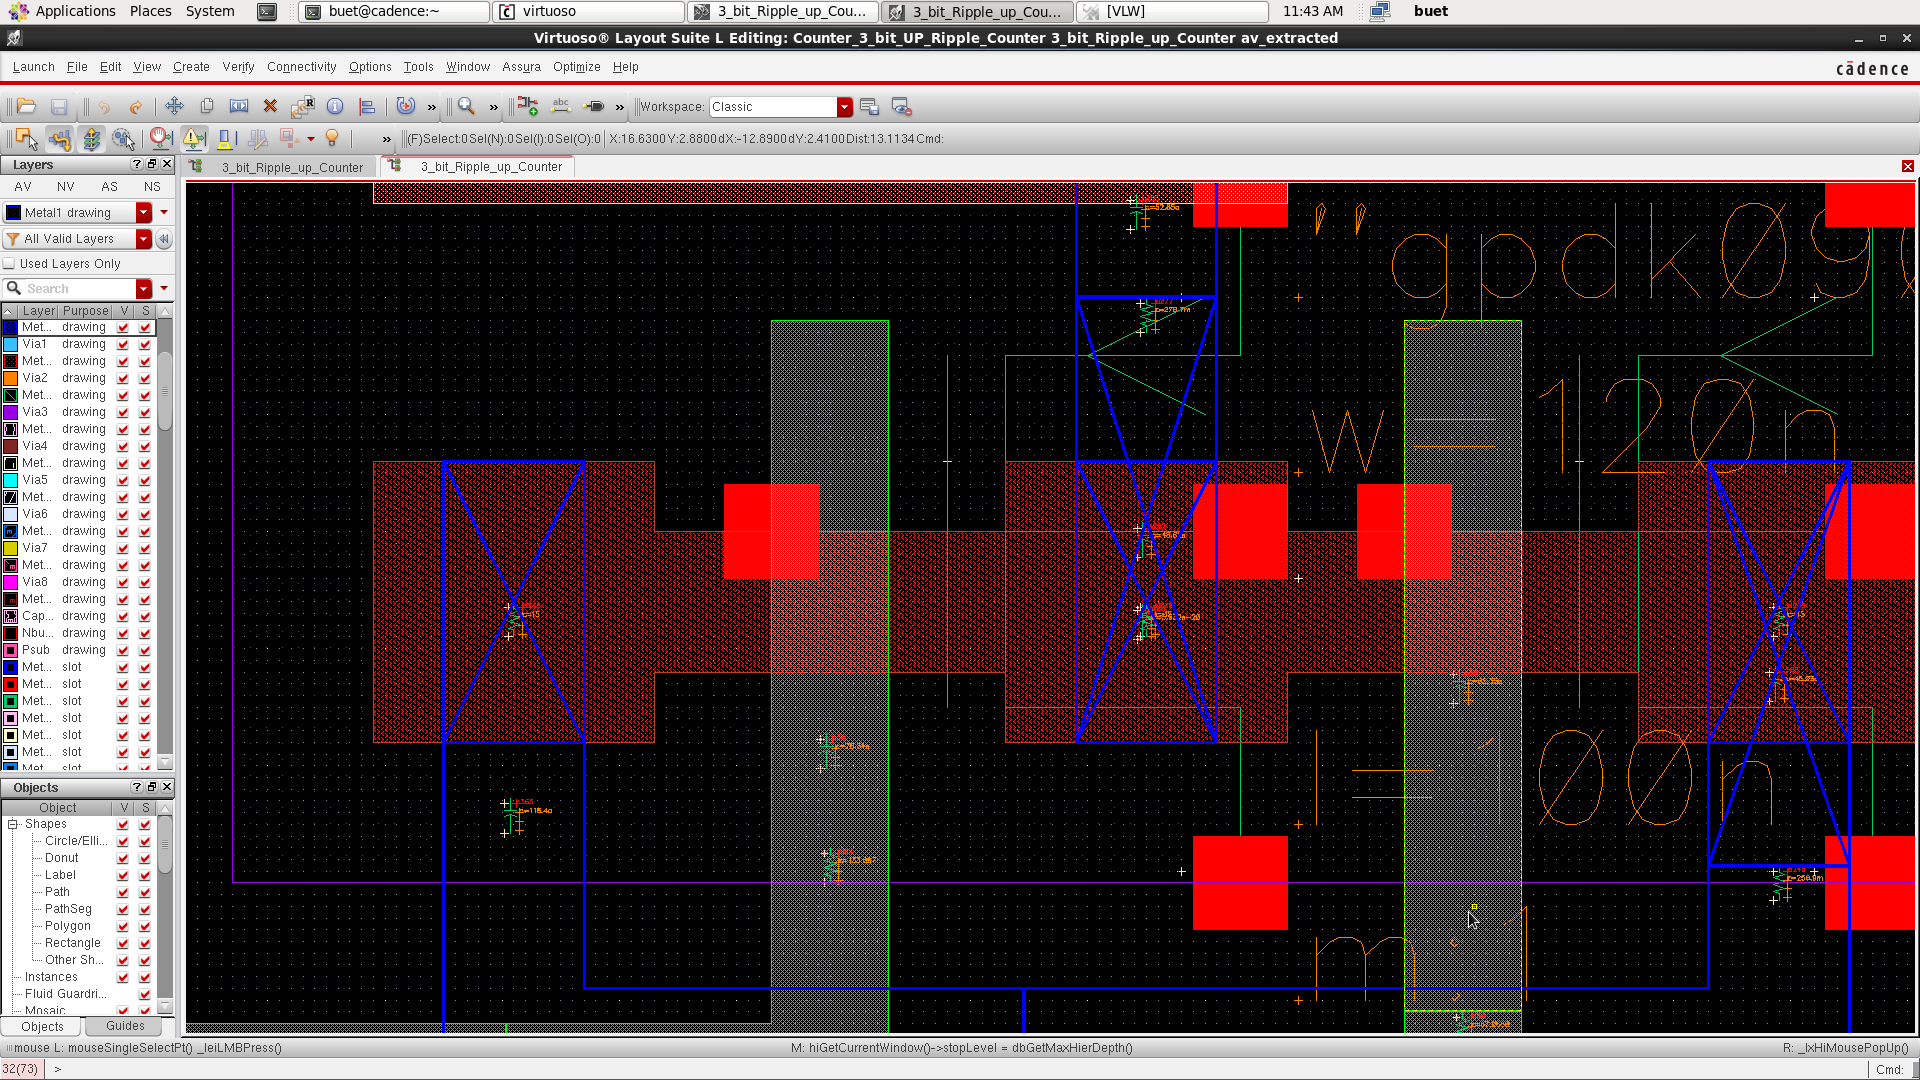 Applications Places System buet@cadence:~ virtuoso 3_bit_Ripple_up_Cou... 3_bit_Ripple_up_Cou... [VLW] 11:43 AM buet
Virtuoso® Layout Suite L Editing: Counter_3_bit_UP_Ripple_Counter 3_bit_Ripple_up_Counter av_extracted
Launch File Edit View Create Verify Connectivity Options Tools Window Assura Optimize Help cādence
» » abc » Workspace: Classic
» (F)Select:0 Sel(N):0 Sel(I):0 Sel(O):0 X:16.6300 Y:2.8800 dX:-12.8900 dY:2.4100 Dist:13.1134 Cmd:
Layers 3_bit_Ripple_up_Counter 3_bit_Ripple_up_Counter
AV NV AS NS
Metal1 drawing
All Valid Layers
Used Layers Only
Search
Layer Purpose V S
Met... drawing
Via1 drawing
Met... drawing
Via2 drawing
Met... drawing
Via3 drawing
Met... drawing
Via4 drawing
Met... drawing
Via5 drawing
Met... drawing
Via6 drawing
Met... drawing
Via7 drawing
Met... drawing
Via8 drawing
Met... drawing
Cap... drawing
Nbu... drawing
Psub drawing
Met... slot
Met... slot
Met... slot
Met... slot
Met... slot
Met... slot
Met... slot
Objects
Object V S
Shapes
Circle/Elli...
Donut
Label
Path
PathSeg
Polygon
Rectangle
Other Sh...
Instances
Fluid Guardri...
Mosaic
Objects Guides
"gpdk090
w=120n
l=100n
m:1
mouse L: mouseSingleSelectPt() _leiLMBPress() M: hiGetCurrentWindow()->stopLevel = dbGetMaxHierDepth() R: _lxHiMousePopUp()
32(73) > Cmd: